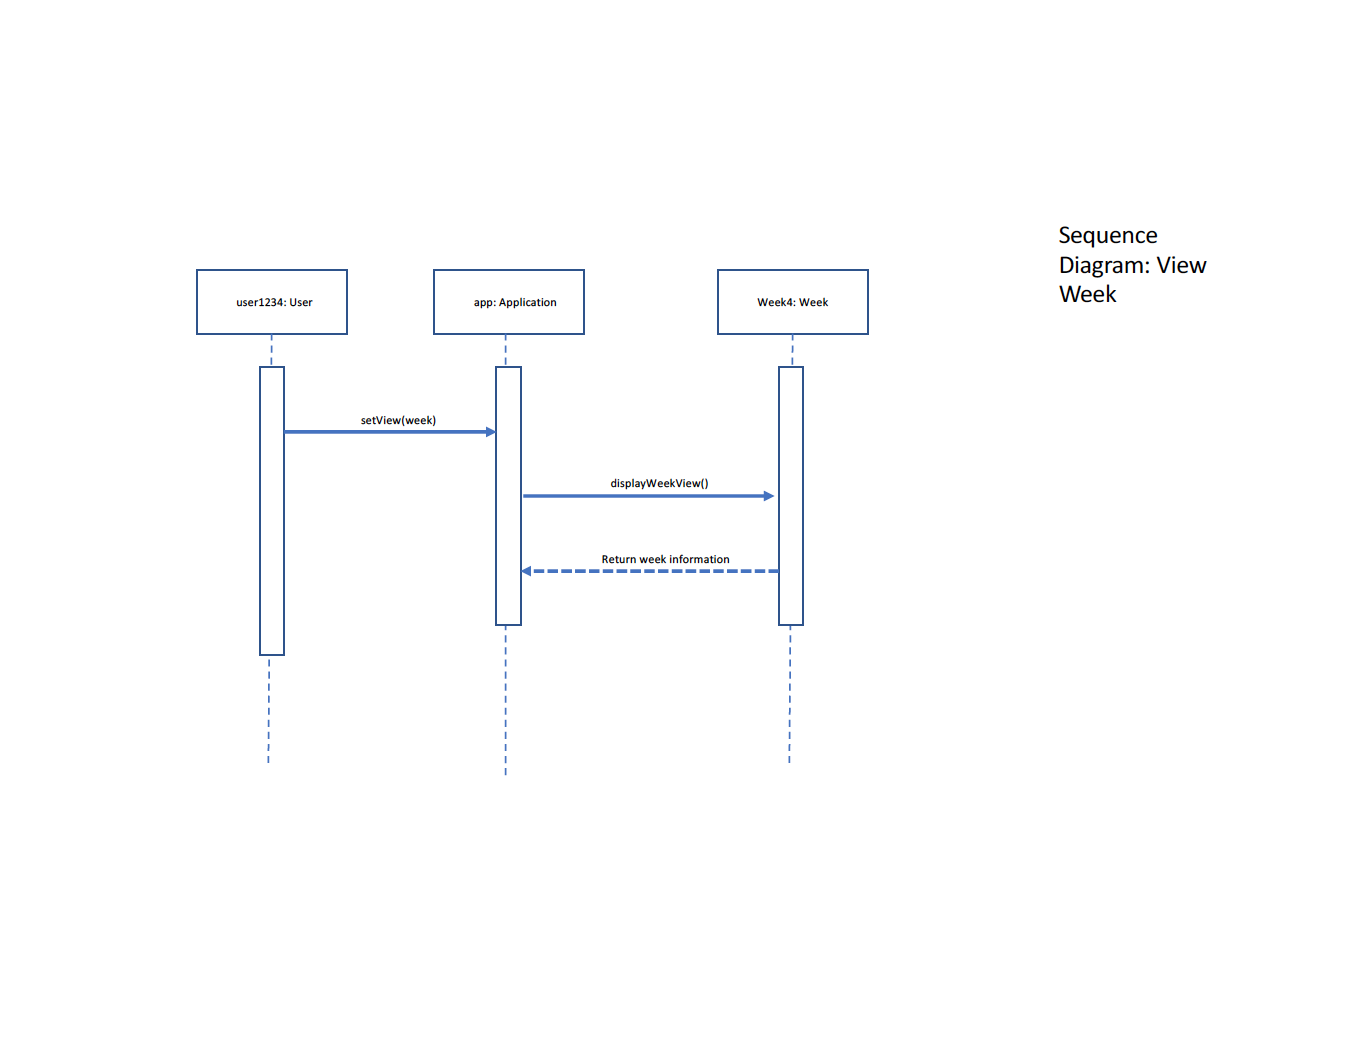 Sequence
Diagram: View
Week
user1234: User
app: Application
Week4: Week
setView(week)
displayWeekView()
Return week information